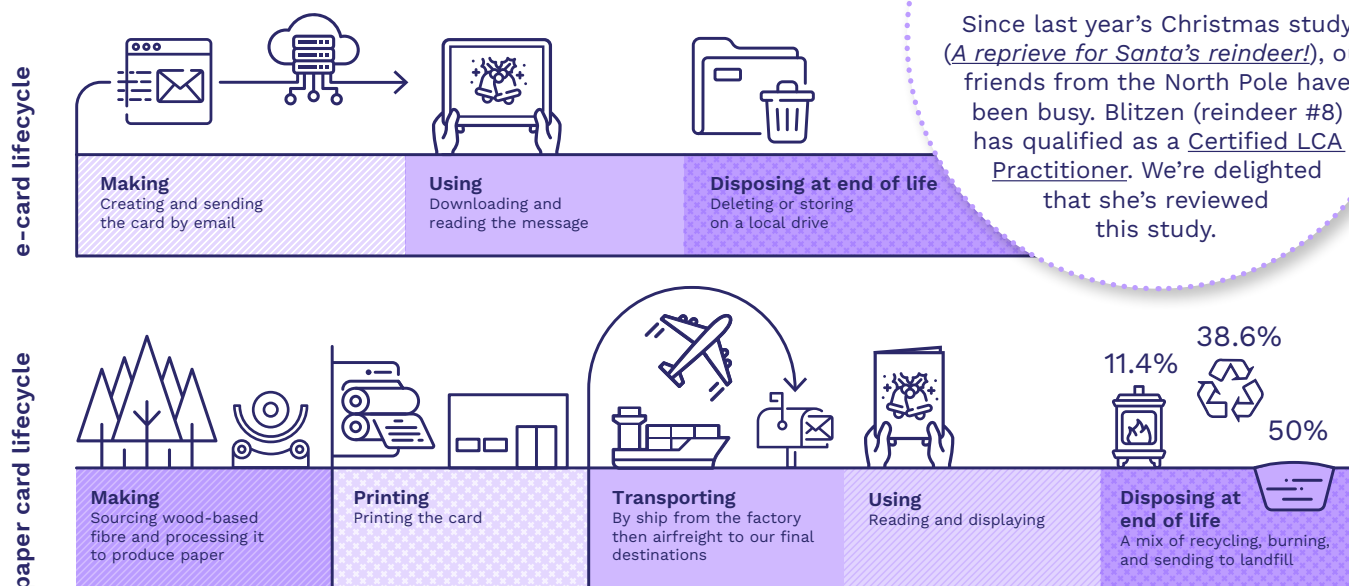 e-card lifecycle
Making
Creating and sending
the card by email
Using
Downloading and
reading the message
Disposing at end of life
Deleting or storing
on a local drive
Since last year's Christmas study
(A reprieve for Santa's reindeer!),
friends from the North Pole have
been busy. Blitzen (reindeer #8)
has qualified as a Certified LCA
Practitioner. We're delighted
that she's reviewed
this study.
paper card lifecycle
Making
Sourcing wood-based
fibre and processing it
to produce paper
Printing
Printing the card
Transporting
By ship from the factory
then airfreight to our final
destinations
Using
Reading and displaying
11.4%
38.6%
50%
Disposing at
end of life
A mix of recycling, burning,
and sending to landfill